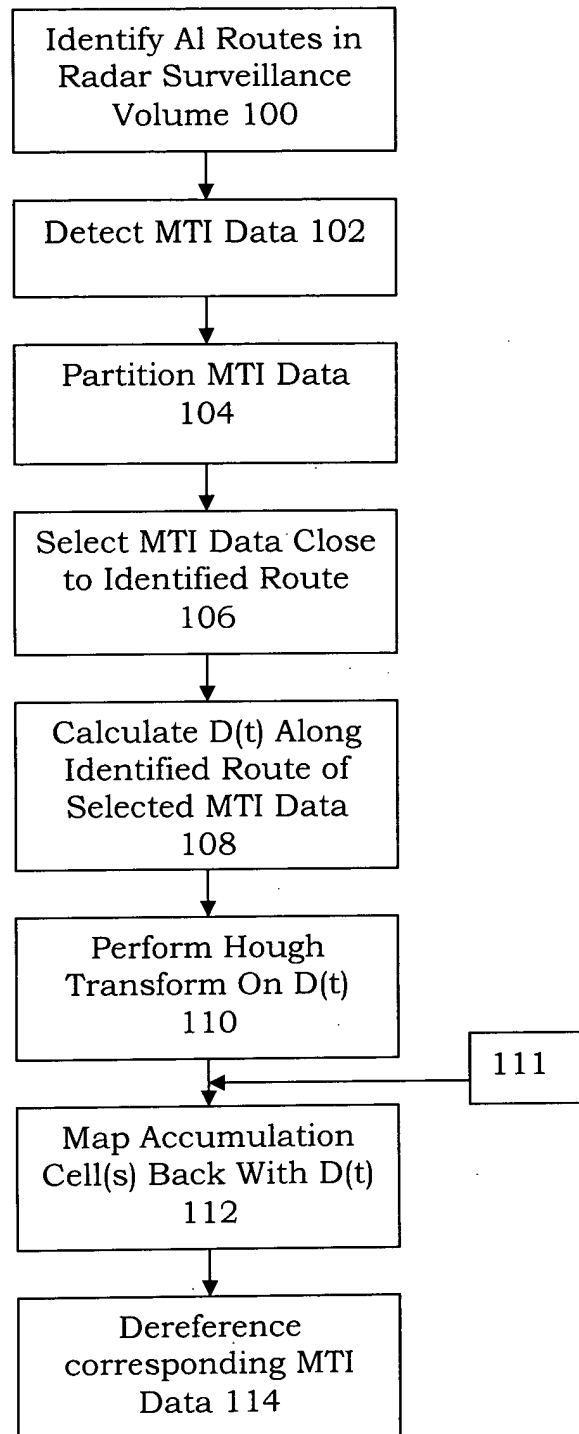 Identify Al Routes in
Radar Surveillance
Volume 100
Detect MTI Data 102
Partition MTI Data
104
Select MTI Data Close
to Identified Route
106
Calculate D(t) Along
Identified Route of
Selected MTI Data
108
Perform Hough
Transform On D(t)
110
111
Map Accumulation
Cell(s) Back With D(t)
112
Dereference
corresponding MTI
Data 114